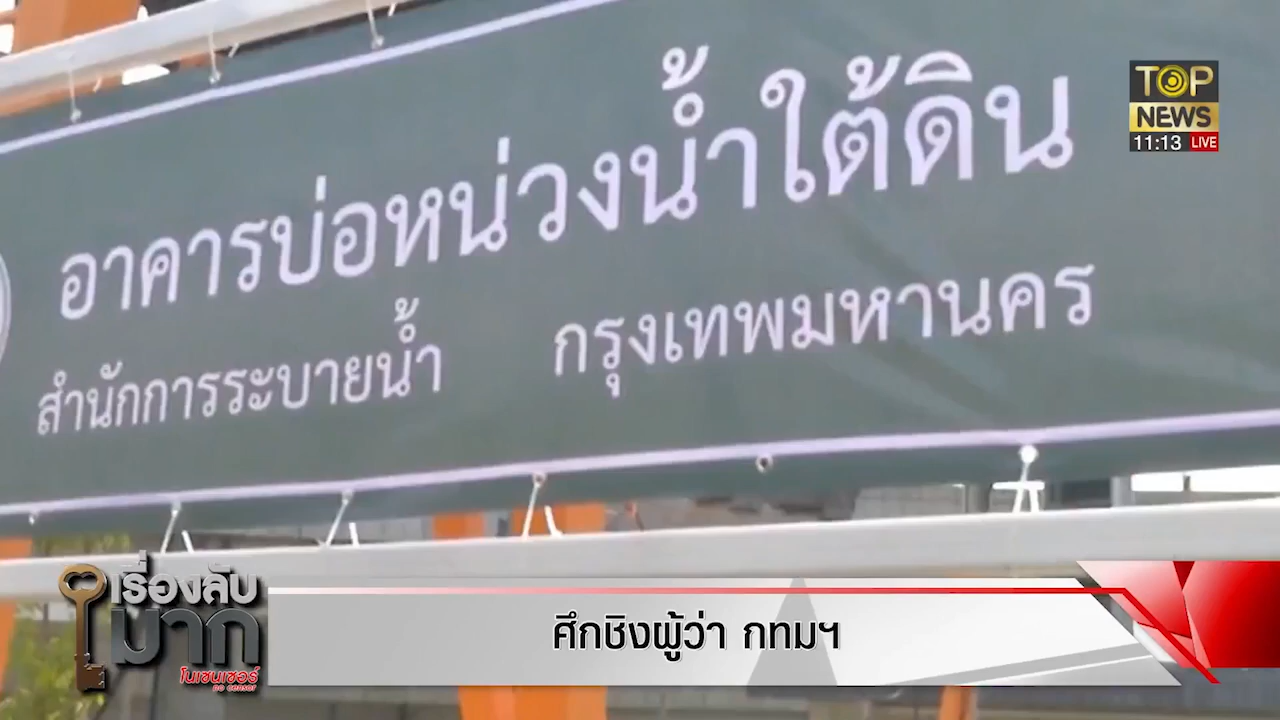 TOP
NEWS
11:13 LIVE
อาคารบ่อหน่วงน้ำใต้ดิน
สำนักการระบายน้ำ กรุงเทพมหานคร
เรื่องลับ
มาก
โนเซนเซอร์
no censor
ศึกชิงผู้ว่า กทมฯ